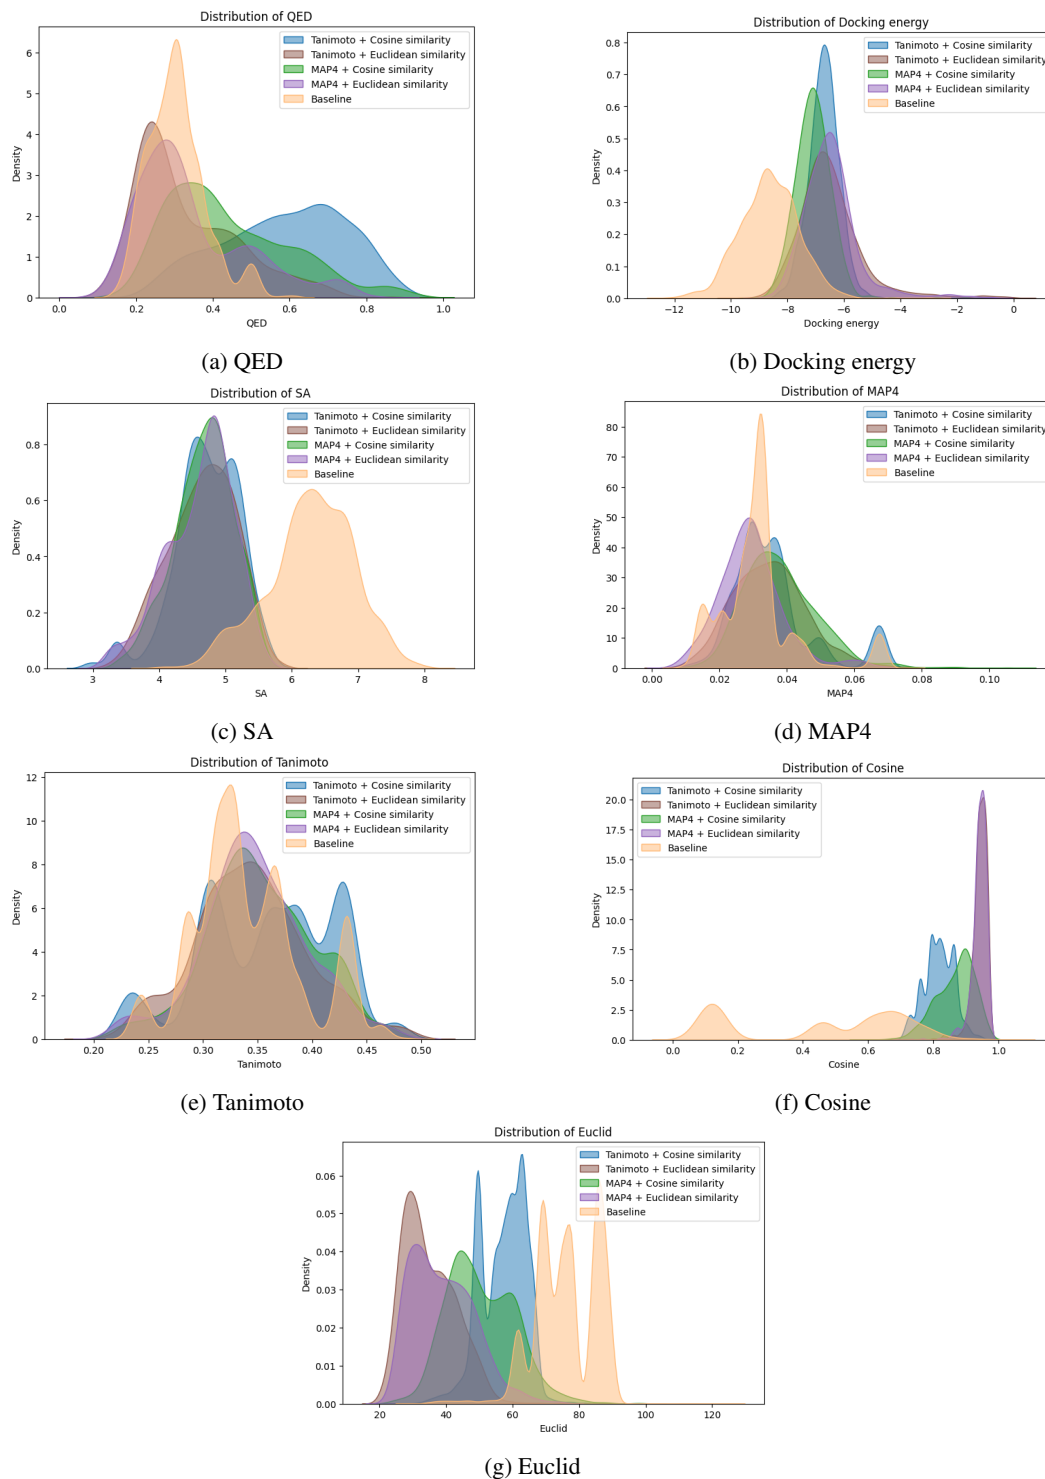 Distribution of QED
Tanimoto + Cosine similarity
Tanimoto + Euclidean similarity
MAP4 + Cosine similarity
MAP4 + Euclidean similarity
Baseline
6
5
4
3
2
1
0
Density
0.0 0.2 0.4 0.6 0.8 1.0
QED
(a) QED
Distribution of Docking energy
Tanimoto + Cosine similarity
Tanimoto + Euclidean similarity
MAP4 + Cosine similarity
MAP4 + Euclidean similarity
Baseline
0.8
0.7
0.6
0.5
0.4
0.3
0.2
0.1
0.0
Density
−12 −10 −8 −6 −4 −2 0
Docking energy
(b) Docking energy
Distribution of SA
Tanimoto + Cosine similarity
Tanimoto + Euclidean similarity
MAP4 + Cosine similarity
MAP4 + Euclidean similarity
Baseline
0.8
0.6
0.4
0.2
0.0
Density
3 4 5 6 7 8
SA
(c) SA
Distribution of MAP4
Tanimoto + Cosine similarity
Tanimoto + Euclidean similarity
MAP4 + Cosine similarity
MAP4 + Euclidean similarity
Baseline
80
70
60
50
40
30
20
10
0
Density
0.00 0.02 0.04 0.06 0.08 0.10
MAP4
(d) MAP4
Distribution of Tanimoto
Tanimoto + Cosine similarity
Tanimoto + Euclidean similarity
MAP4 + Cosine similarity
MAP4 + Euclidean similarity
Baseline
12
10
8
6
4
2
0
Density
0.20 0.25 0.30 0.35 0.40 0.45 0.50
Tanimoto
(e) Tanimoto
Distribution of Cosine
Tanimoto + Cosine similarity
Tanimoto + Euclidean similarity
MAP4 + Cosine similarity
MAP4 + Euclidean similarity
Baseline
20.0
17.5
15.0
12.5
10.0
7.5
5.0
2.5
0.0
Density
0.0 0.2 0.4 0.6 0.8 1.0
Cosine
(f) Cosine
Distribution of Euclid
Tanimoto + Cosine similarity
Tanimoto + Euclidean similarity
MAP4 + Cosine similarity
MAP4 + Euclidean similarity
Baseline
0.06
0.05
0.04
0.03
0.02
0.01
0.00
Density
20 40 60 80 100 120
Euclid
(g) Euclid